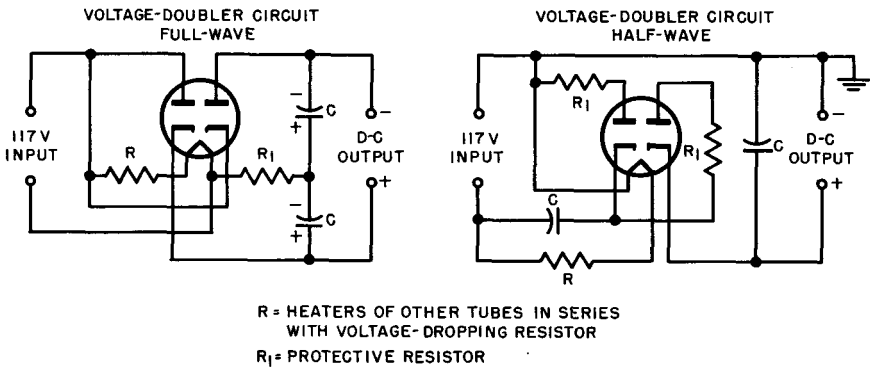 VOLTAGE-DOUBLER CIRCUIT
FULL-WAVE
117 V
INPUT
R
R1
−
+
C
−
+
C
−
D-C
OUTPUT
+
VOLTAGE-DOUBLER CIRCUIT
HALF-WAVE
117V
INPUT
R1
R1
C
R
C
−
D-C
OUTPUT
+
R = HEATERS OF OTHER TUBES IN SERIES
WITH VOLTAGE-DROPPING RESISTOR
R1= PROTECTIVE RESISTOR